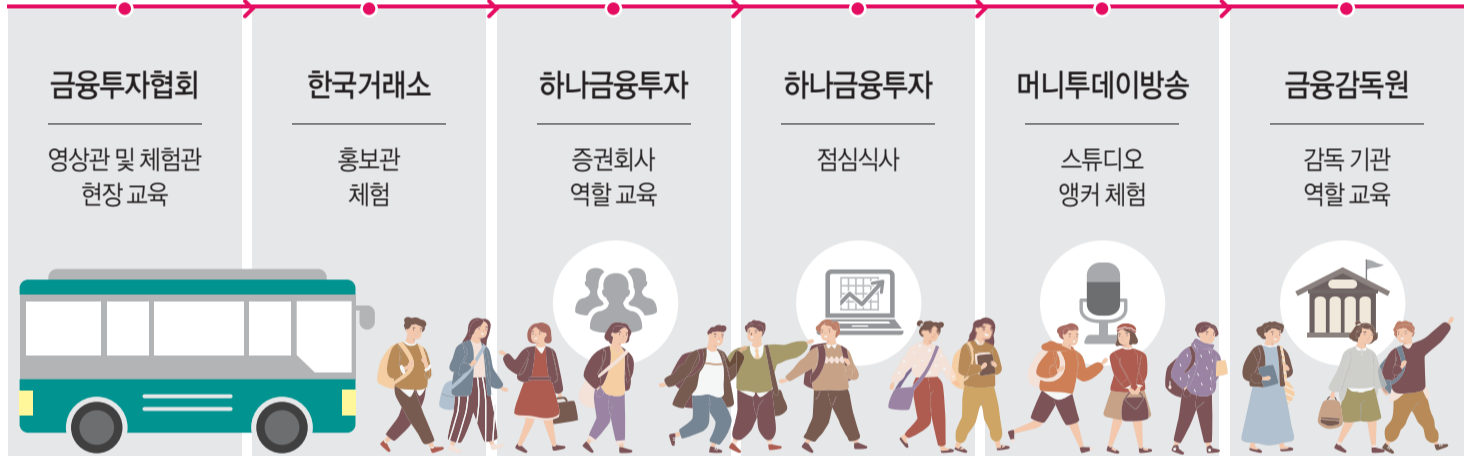 금융투자협회
영상관 및 체험관
현장 교육
한국거래소
홍보관
체험
하나금융투자
증권회사
역할 교육
하나금융투자
점심식사
머니투데이방송
스튜디오
앵커 체험
금융감독원
감독 기관
역할 교육